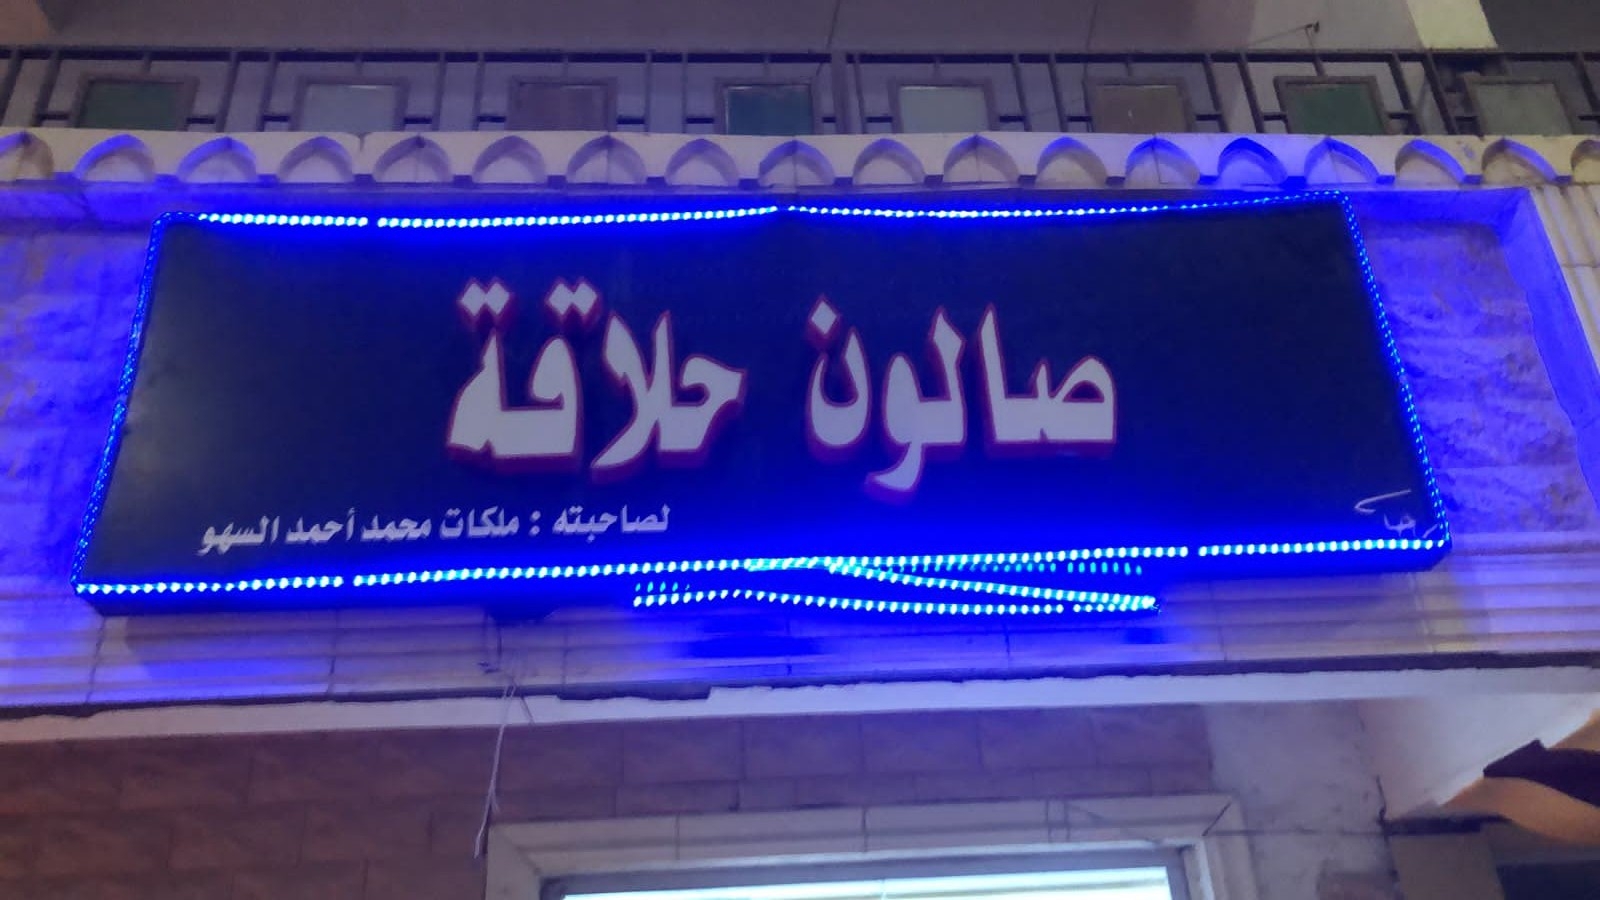 صالون حلاقة
لصاحبته : ملكات محمد أحمد السهو